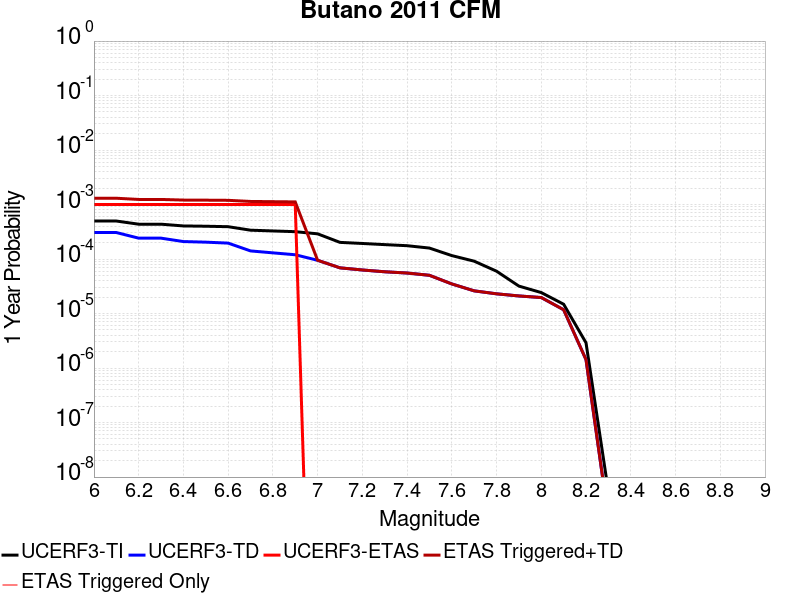 Butano 2011 CFM
10^0
10^-1
10^-2
10^-3
10^-4
10^-5
10^-6
10^-7
10^-8
1 Year Probability
6 6.2 6.4 6.6 6.8 7 7.2 7.4 7.6 7.8 8 8.2 8.4 8.6 8.8 9
Magnitude
UCERF3-TI UCERF3-TD UCERF3-ETAS ETAS Triggered+TD
ETAS Triggered Only